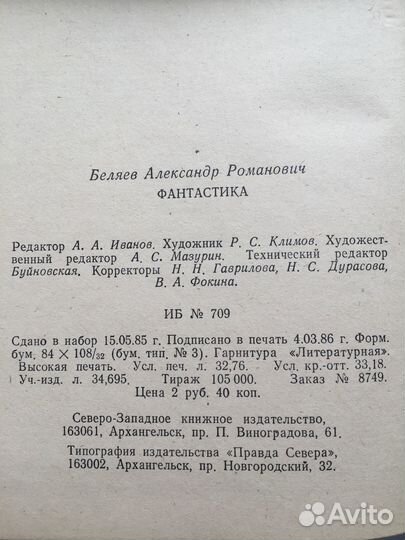 Беляев Александр Романович
ФАНТАСТИКА
Редактор А. А. Иванов. Художник Р. С. Климов. Художест-
венный редактор А. С. Мазурин. Технический редактор
Буйновская. Корректоры Н. Н. Гаврилова, Н. С. Дурасова,
В. А. Фокина.
ИБ № 709
Сдано в набор 15.05.85 г. Подписано в печать 4.03.86 г. Форм.
бум. 84 × 108/32 (бум. тип. № 3). Гарнитура «Литературная».
Высокая печать. Усл. печ. л. 32,76. Усл. кр.-отт. 33,18.
Уч.-изд. л. 34,695. Тираж 105 000. Заказ № 8749.
Цена 2 руб. 40 коп.
Северо-Западное книжное издательство,
163061, Архангельск, пр. П. Виноградова, 61.
Типография издательства «Правда Севера»,
163002, Архангельск, пр. Новгородский, 32.
Avito